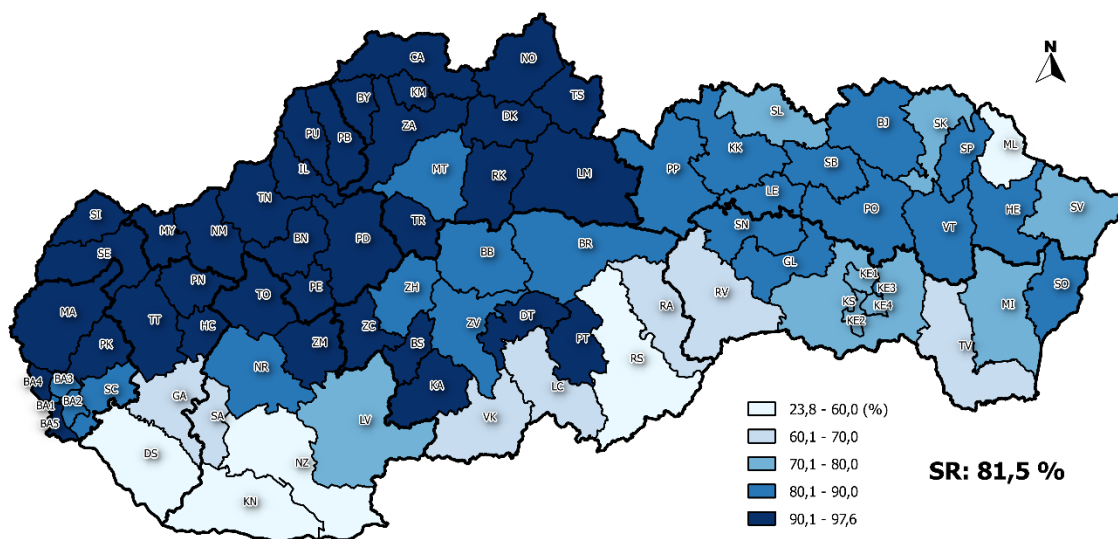 N
CA
NO
BY
KM
TS
PU
PB
ZA
DK
SL
BJ
SK
SP
ML
KK
MT
IL
RK
LM
PP
SB
LE
TN
SI
MY
NM
BN
PD
TR
PO
HE
SV
VT
SN
SE
BB
BR
GL
PN
PE
TO
ZH
KE1
KE3
KS
KE4
KE2
SO
MI
RA
RV
MA
TT
HC
ZC
DT
ZV
BS
ZM
PT
PK
RS
TV
NR
BA4
BA3
SC
KA
BA1
BA2
GA
LC
SA
VK
LV
BA5
DS
NZ
KN
23,8 - 60,0 (%)
60,1 - 70,0
70,1 - 80,0
80,1 - 90,0
90,1 - 97,6
SR: 81,5 %